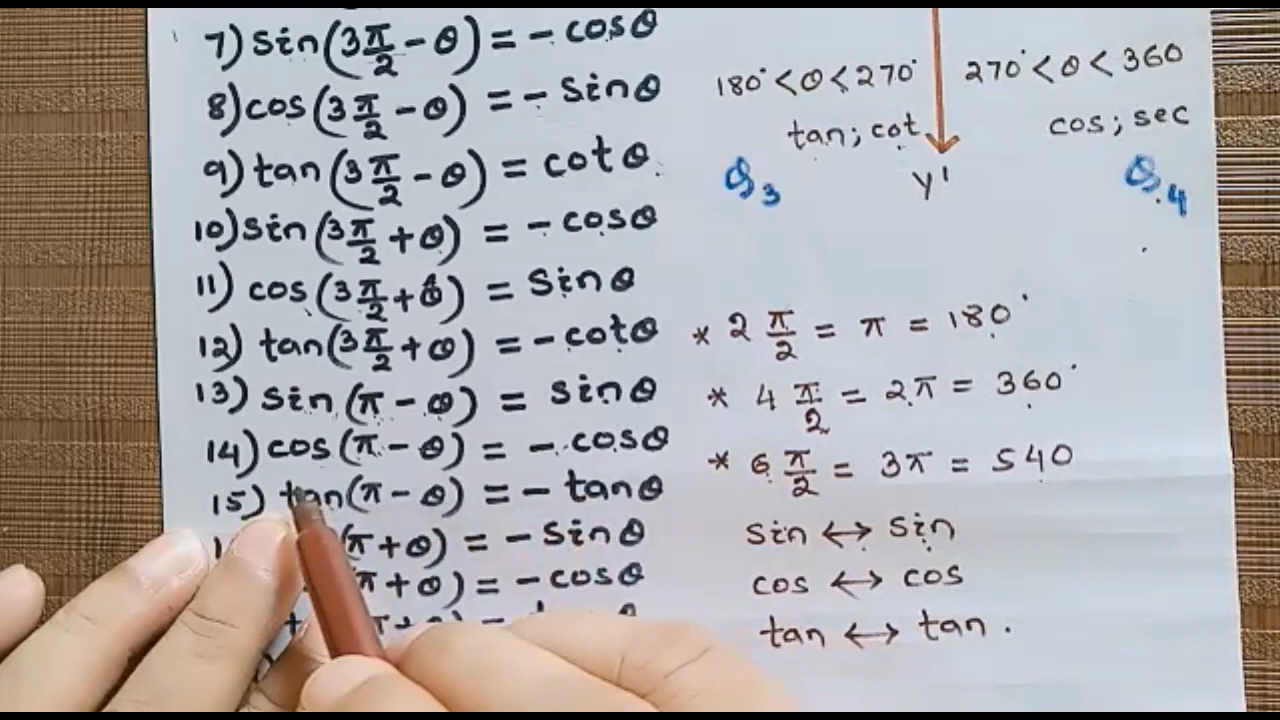 7) sin(3π/2 - θ) = - cosθ
8) cos(3π/2 - θ) = - sinθ
9) tan(3π/2 - θ) = cotθ
10) sin(3π/2 + θ) = - cosθ
11) cos(3π/2 + θ) = sinθ
12) tan(3π/2 + θ) = - cotθ
13) sin(π - θ) = sinθ
14) cos(π - θ) = - cosθ
15) tan(π - θ) = - tanθ
(π + θ) = - sinθ
(π + θ) = - cosθ
180° < θ < 270°
tan; cot
Q3
Y'
270° < θ < 360
cos; sec
Q4
* 2 π/2 = π = 180°
* 4 π/2 = 2π = 360°
* 6 π/2 = 3π = 540
sin ↔ sin
cos ↔ cos
tan ↔ tan.